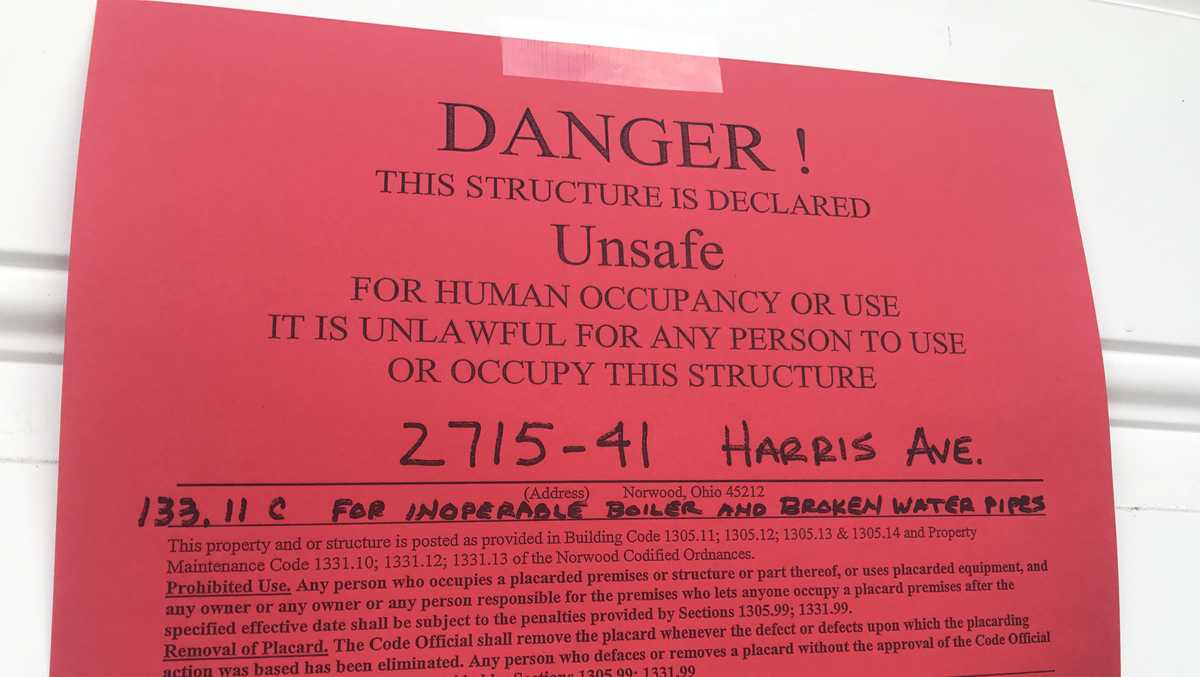 DANGER !
THIS STRUCTURE IS DECLARED
Unsafe
FOR HUMAN OCCUPANCY OR USE
IT IS UNLAWFUL FOR ANY PERSON TO USE
OR OCCUPY THIS STRUCTURE
2715-41 HARRIS AVE.
(Address) Norwood, Ohio 45212
133.11 C FOR INOPERABLE BOILER AND BROKEN WATER PIPES
This property and or structure is posted as provided in Building Code 1305.11; 1305.12; 1305.13 & 1305.14 and Property
Maintenance Code 1331.10; 1331.12; 1331.13 of the Norwood Codified Ordnances.
Prohibited Use. Any person who occupies a placarded premises or structure or part thereof, or uses placarded equipment, and
any owner or any owner or any person responsible for the premises who lets anyone occupy a placard premises after the
specified effective date shall be subject to the penalties provided by Sections 1305.99; 1331.99.
Removal of Placard. The Code Official shall remove the placard whenever the defect or defects upon which the placarding
action was based has been eliminated. Any person who defaces or removes a placard without the approval of the Code Official
Sections 1305.99; 1331.99